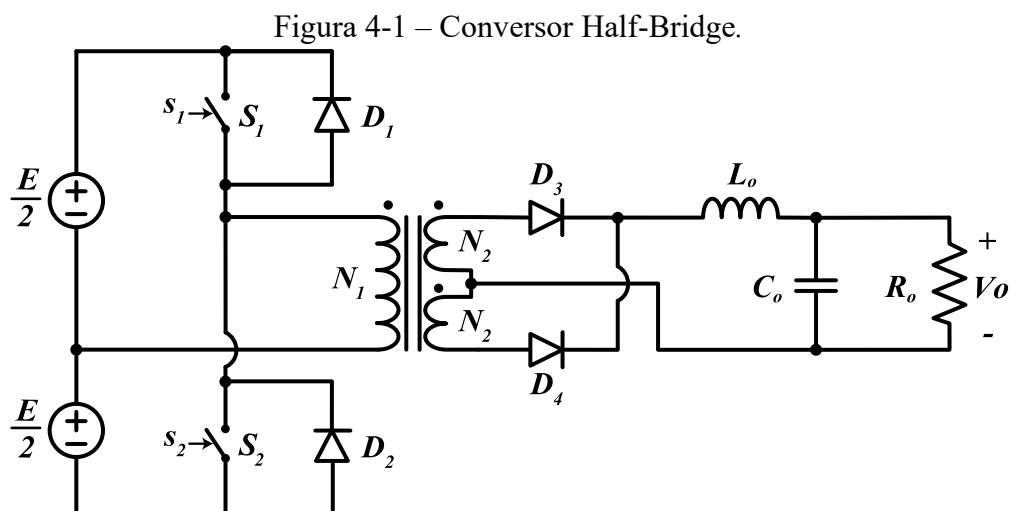 Figura 4-1 – Conversor Half-Bridge.
s1 S1 D1
E/2
D3 Lo
N1 N2 Co Ro + Vo -
N2
D4
E/2
s2 S2 D2